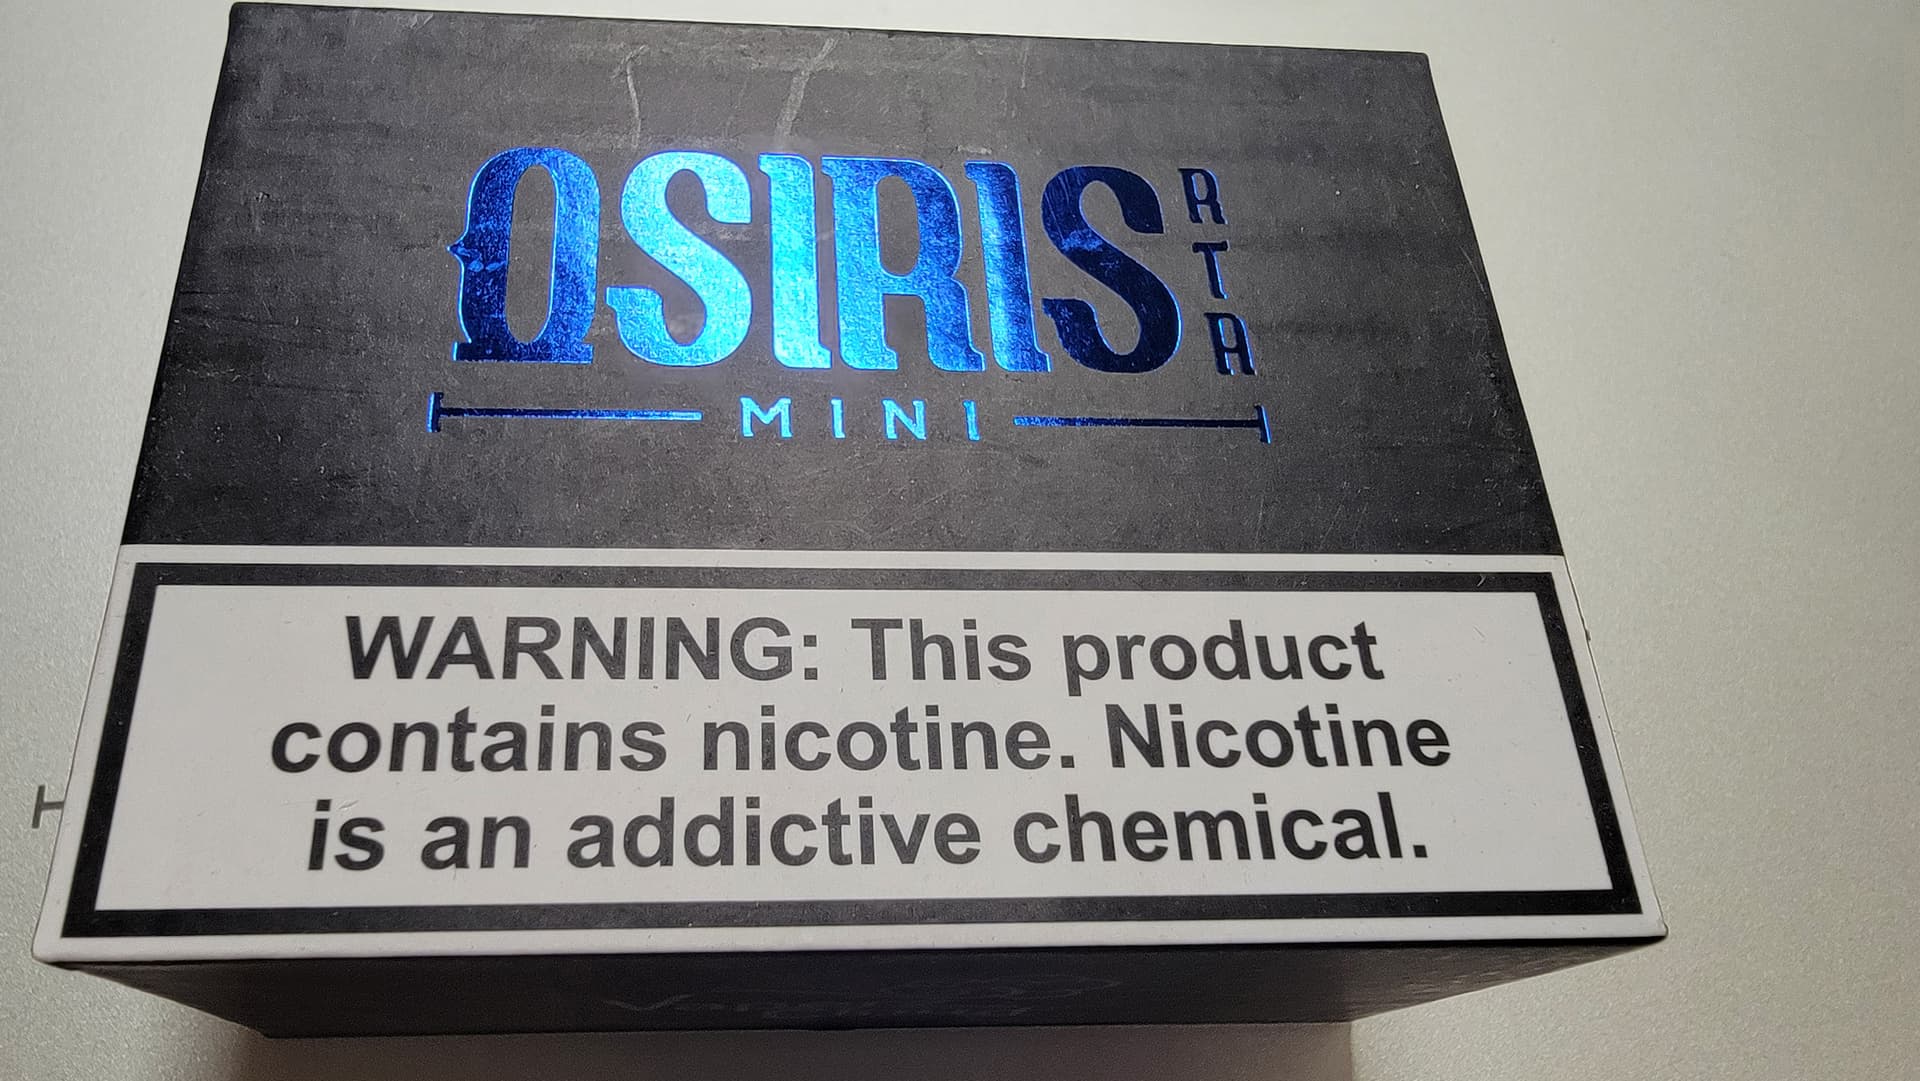 OSIRIS
RTA
MINI
WARNING: This product
contains nicotine. Nicotine
is an addictive chemical.